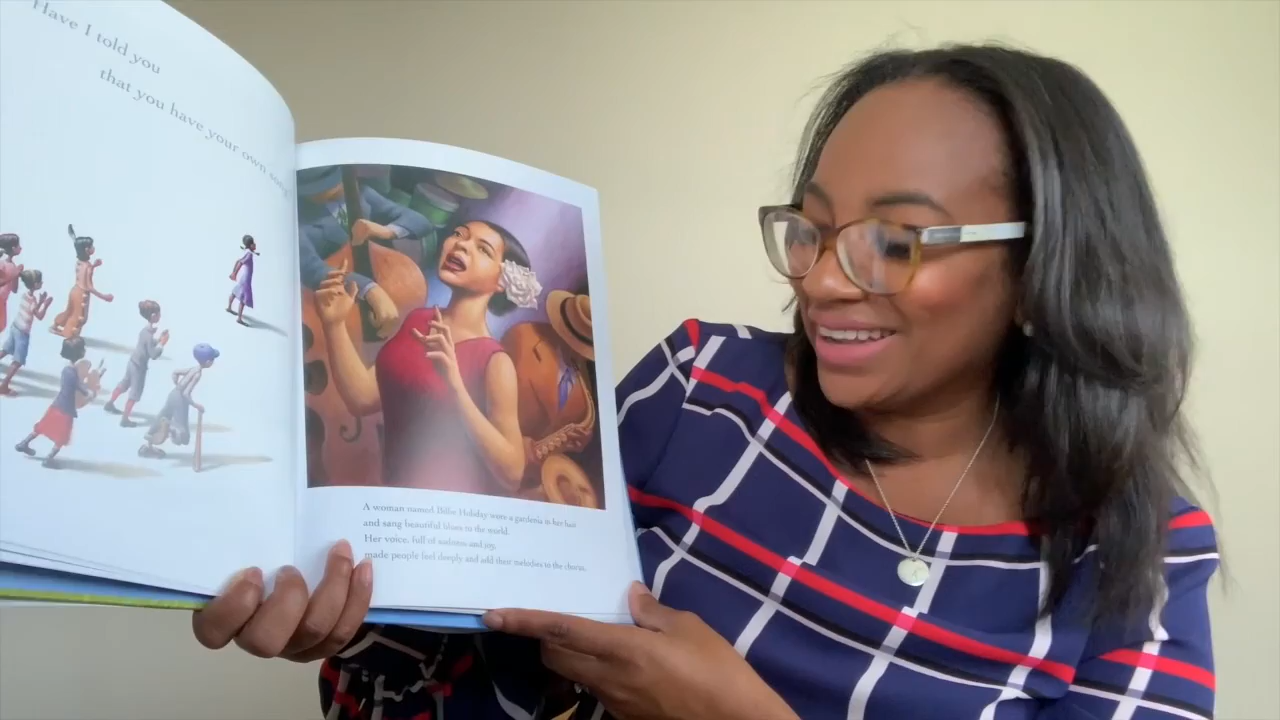 Have I told you
that you have your own song?
A woman named Billie Holiday wore a gardenia in her hair
and sang beautiful blues to the world.
Her voice, full of sadness and joy,
made people feel deeply and add their melodies to the chorus.